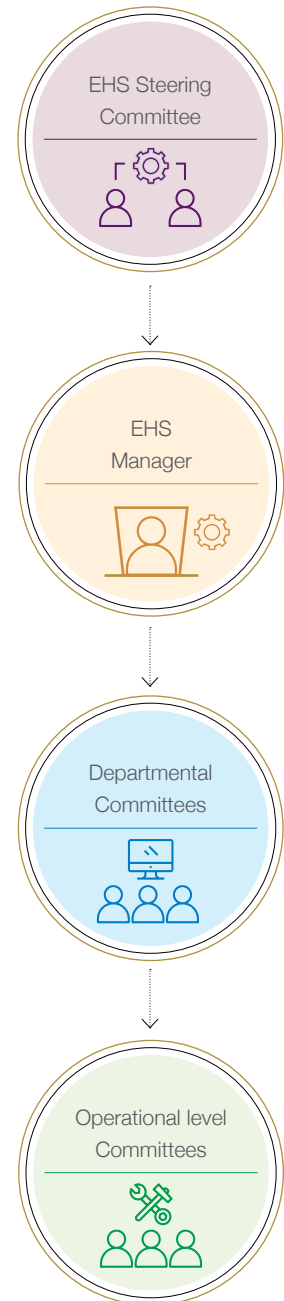 EHS Steering
Committee
EHS
Manager
Departmental
Committees
Operational level
Committees